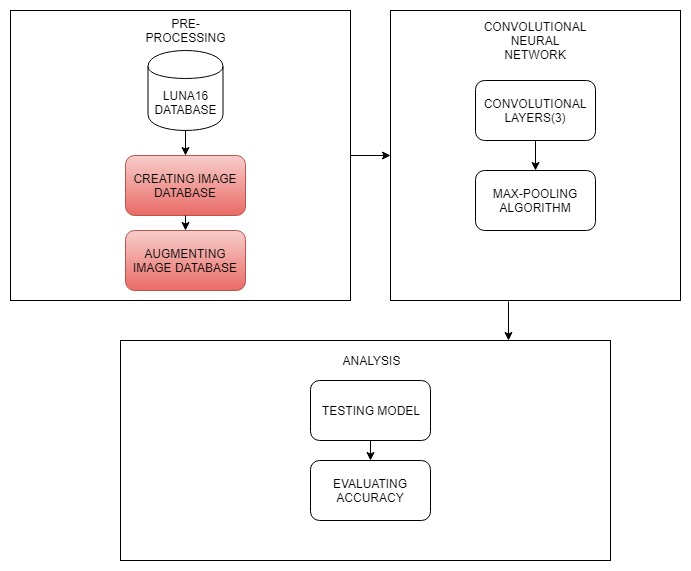 PRE-
PROCESSING
LUNA16
DATABASE
CREATING IMAGE
DATABASE
AUGMENTING
IMAGE DATABASE
CONVOLUTIONAL
NEURAL
NETWORK
CONVOLUTIONAL
LAYERS(3)
MAX-POOLING
ALGORITHM
ANALYSIS
TESTING MODEL
EVALUATING
ACCURACY